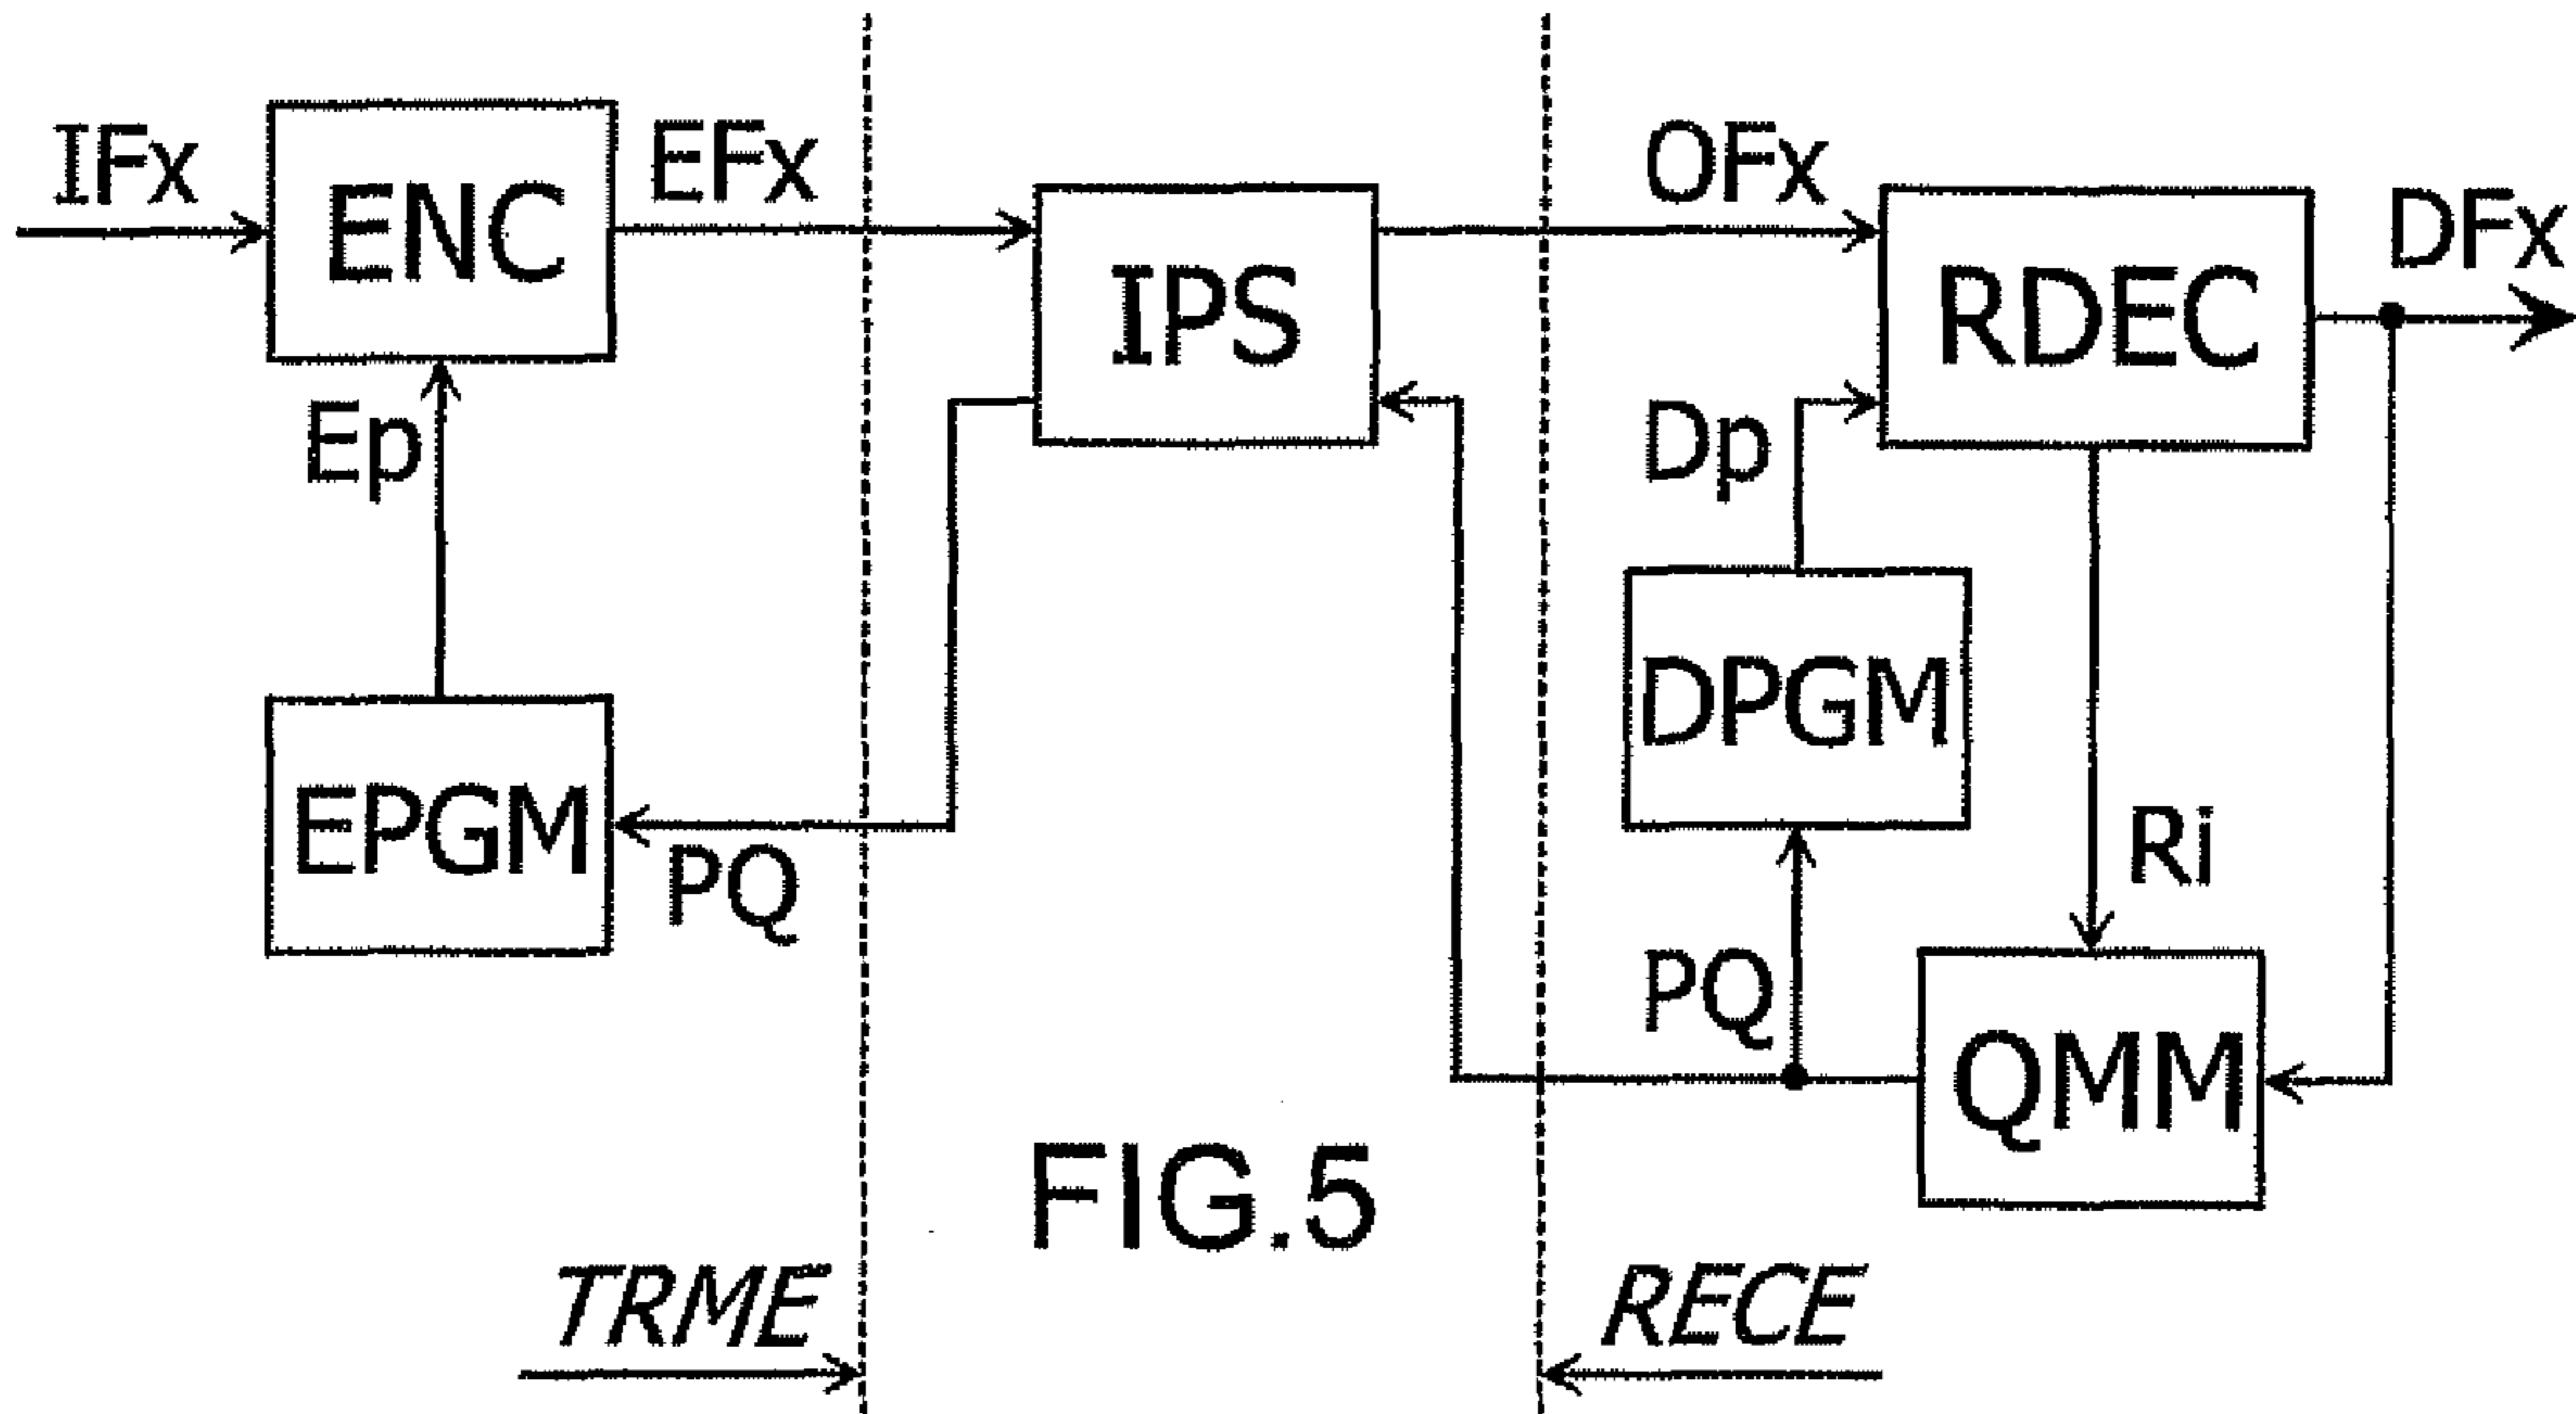 IFx
ENC
EFx
IPS
OFx
RDEC
DFx
Ep
Dp
EPGM
PQ
DPGM
Ri
PQ
QMM
FIG.5
TRME
RECE